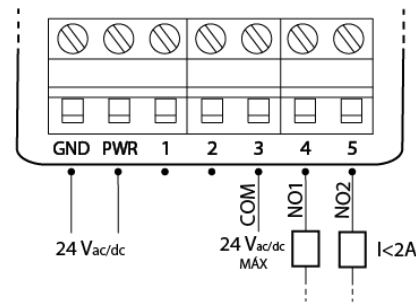 GND PWR 1 2 3 4 5
COM NO1 NO2
24 Vac/dc 24 Vac/dc I<2A
MÁX